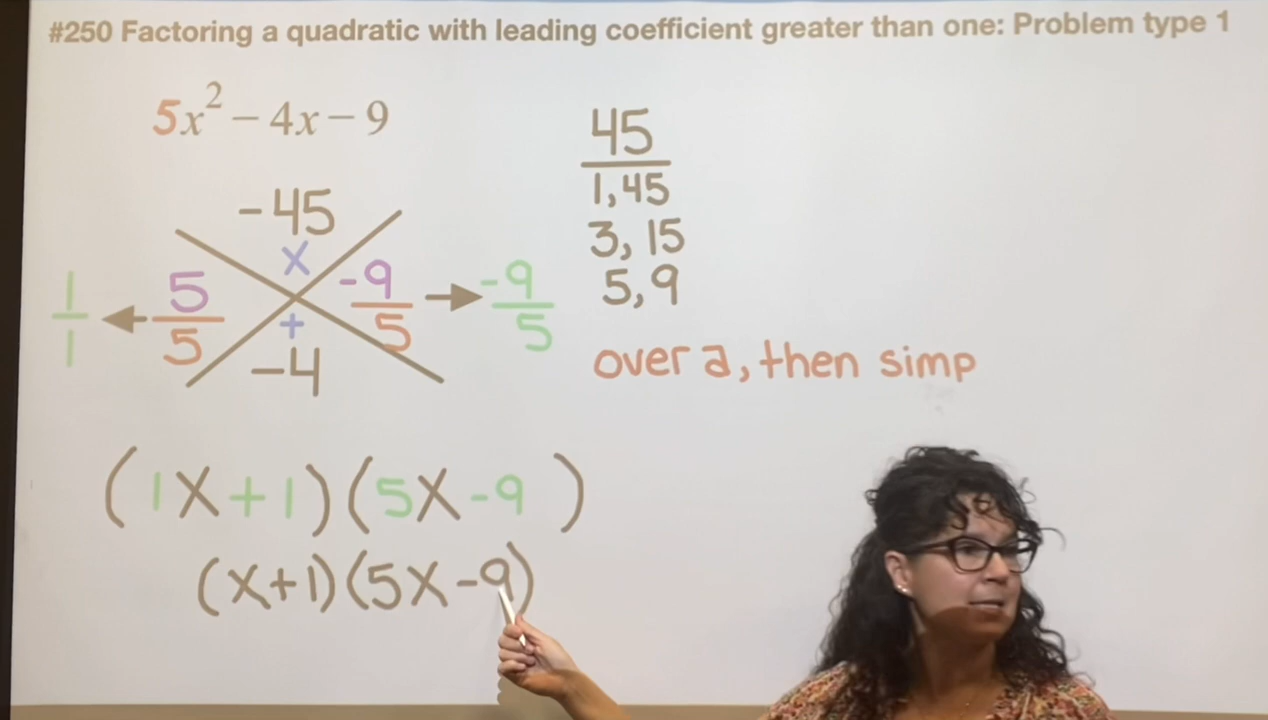 #250 Factoring a quadratic with leading coefficient greater than one: Problem type 1
5x² − 4x − 9
-45
x
5/5
-9/5
+
-4
1/1
-9/5
45
1,45
3, 15
5,9
over a, then simp
(1x+1)(5x-9 )
(x+1)(5x-9)